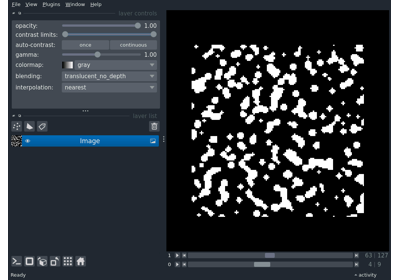 File View Plugins Window Help
layer controls
opacity: 1.00
contrast limits:
auto-contrast: once continuous
gamma: 1.00
colormap: gray
blending: translucent_no_depth
interpolation: nearest
layer list
Image
1 63 127
0 4 9
Ready
activity